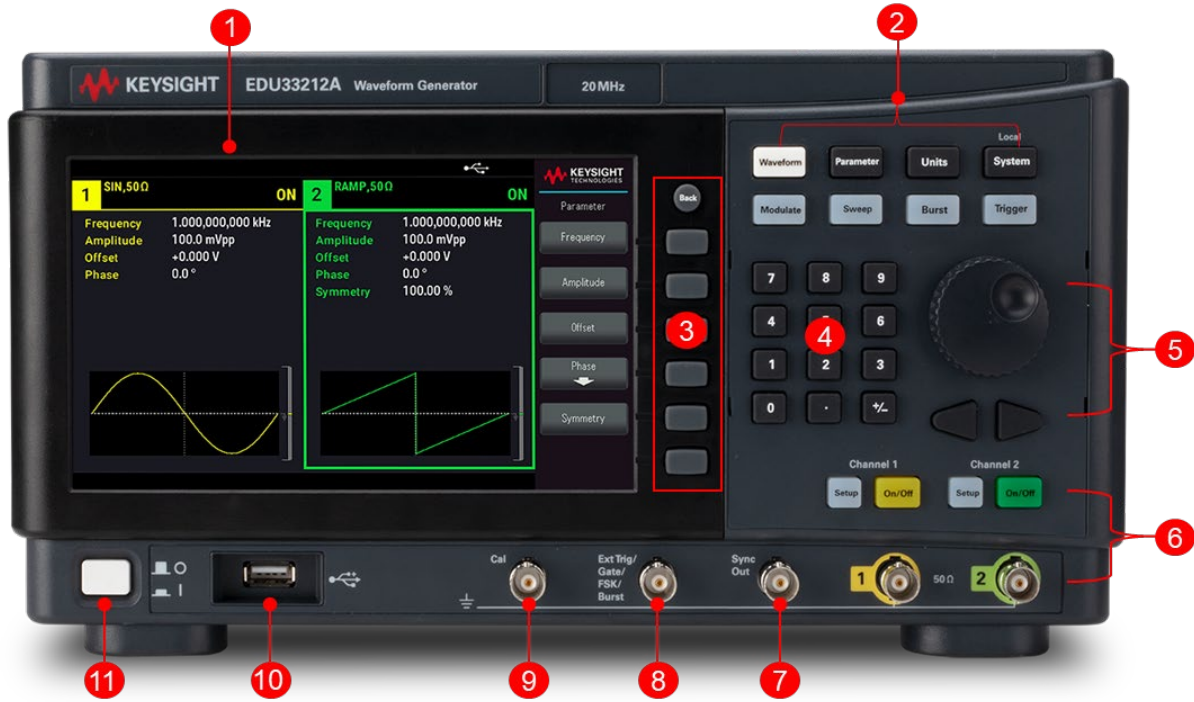 1
2
KEYSIGHT EDU33212A Waveform Generator 20 MHz
Local
Waveform Parameter Units System
Modulate Sweep Burst Trigger
1 SIN,50Ω ON
Frequency 1.000,000,000 kHz
Amplitude 100.0 mVpp
Offset +0.000 V
Phase 0.0 °
2 RAMP,50Ω ON
Frequency 1.000,000,000 kHz
Amplitude 100.0 mVpp
Offset +0.000 V
Phase 0.0 °
Symmetry 100.00 %
KEYSIGHT
TECHNOLOGIES
Parameter
Frequency
Amplitude
Offset
Phase
Symmetry
Back
3
7 8 9
4 6
4
1 2 3
0 . +/-
5
Channel 1 Channel 2
Setup On/Off Setup On/Off
6
Cal
Ext Trig/
Gate/
FSK/
Burst
Sync
Out
1 50 Ω 2
11
10
9
8
7